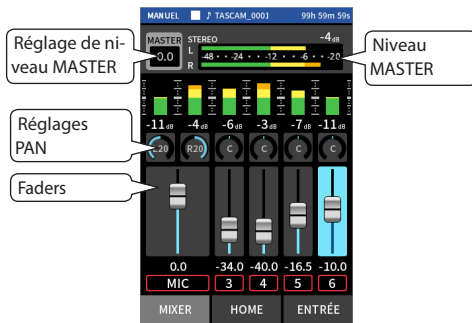 MANUEL ♪ TASCAM_0001 99h 59m 59s
Réglage de ni-
veau MASTER
MASTER
0.0
STEREO
-4dB
L
-48 · · · -24 · · · -12 · · -6 · · -20
R
Niveau
MASTER
-11dB -4dB -6dB -3dB -7dB -11dB
Réglages
PAN
L20 R20 C C C C
Faders
0.0 -34.0 -40.0 -16.5 -10.0
MIC 3 4 5 6
MIXER HOME ENTRÉE